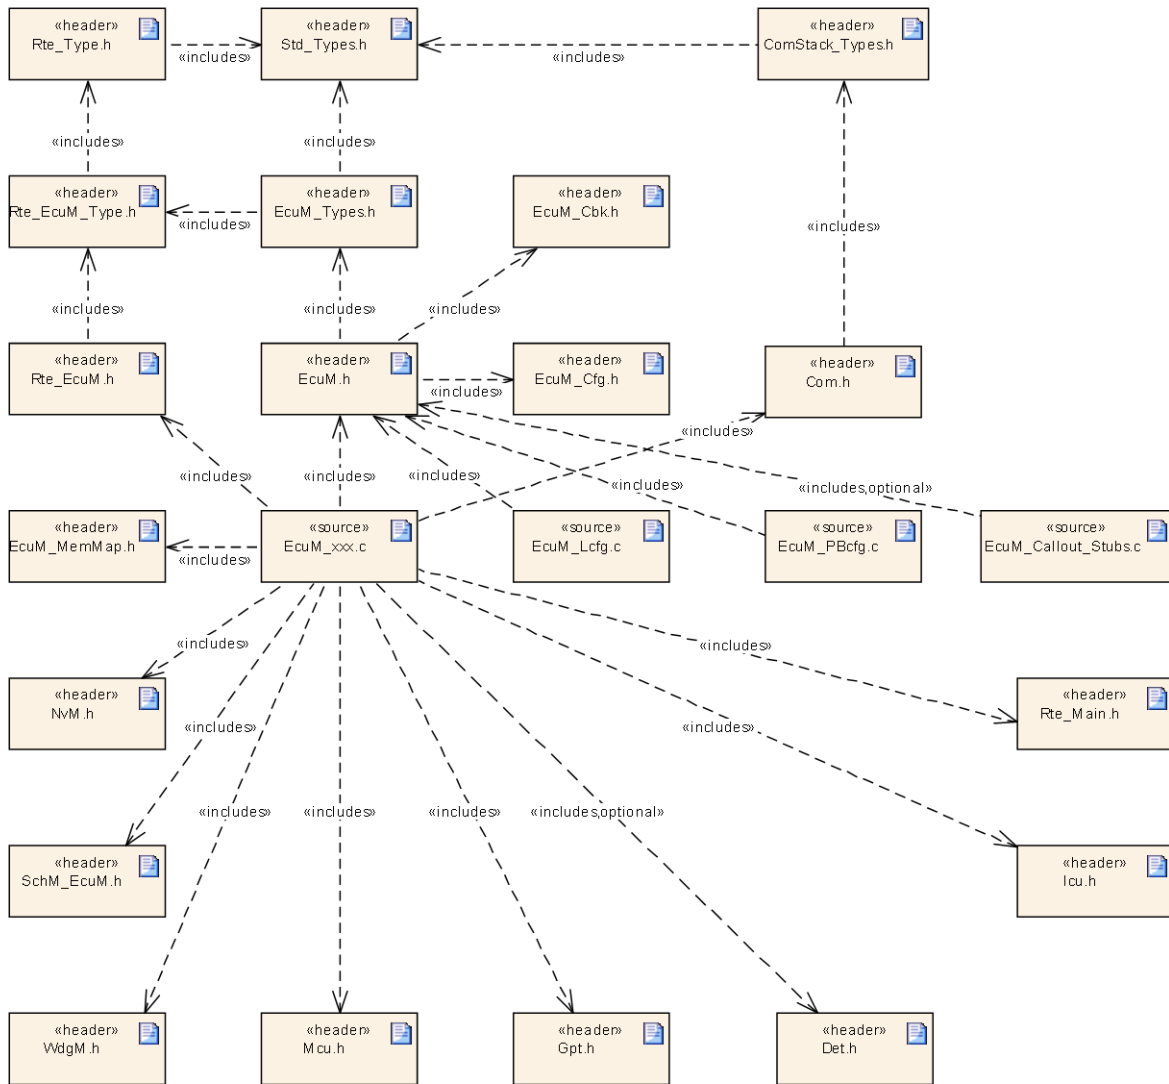 «header»
Rte_Type.h
«header»
Std_Types.h
«header»
ComStack_Types.h
«includes»
«includes»
«includes»
«includes»
«header»
Rte_EcuM_Type.h
«header»
EcuM_Types.h
«header»
EcuM_Cbk.h
«includes»
«includes»
«includes»
«includes»
«includes»
«header»
Rte_EcuM.h
«header»
EcuM.h
«header»
EcuM_Cfg.h
«header»
Com.h
«includes»
«includes»
«includes»
«includes»
«includes»
«includes»
«includes,optional»
«header»
EcuM_MemMap.h
«source»
EcuM_xxx.c
«source»
EcuM_Lcfg.c
«source»
EcuM_PBcfg.c
«source»
EcuM_Callout_Stubs.c
«includes»
«includes»
«includes»
«header»
NvM.h
«header»
Rte_Main.h
«includes»
«includes»
«includes»
«includes»
«includes»
«includes,optional»
«header»
SchM_EcuM.h
«header»
Icu.h
«header»
WdgM.h
«header»
Mcu.h
«header»
Gpt.h
«header»
Det.h